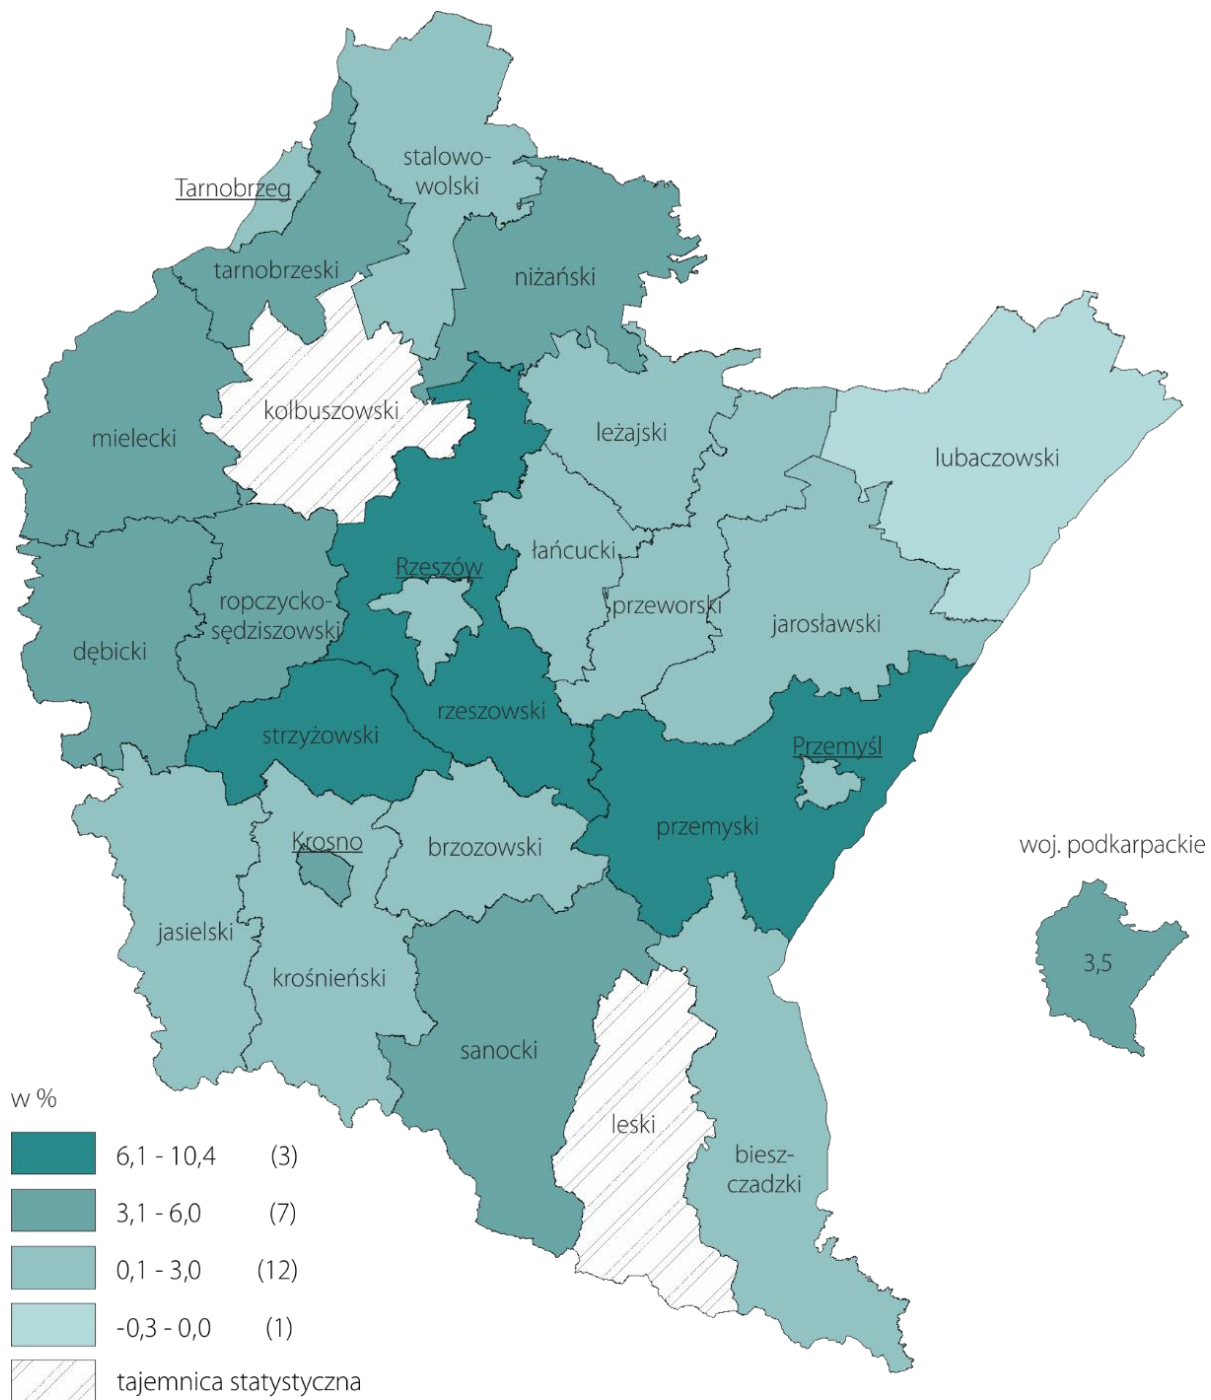 stalowo-
wolski
Tarnobrzeg
tarnobrzeski
niżański
kolbuszowski
mielecki
leżajski
lubaczowski
łańcucki
Rzeszów
ropczycko-
sędziszowski
przeworski
jarosławski
dębicki
rzeszowski
strzyżowski
Przemyśl
przemyski
Krosno
brzozowski
woj. podkarpackie
jasielski
krośnieński
3,5
sanocki
leski
biesz-
czadzki
w %
6,1 - 10,4 (3)
3,1 - 6,0 (7)
0,1 - 3,0 (12)
-0,3 - 0,0 (1)
tajemnica statystyczna